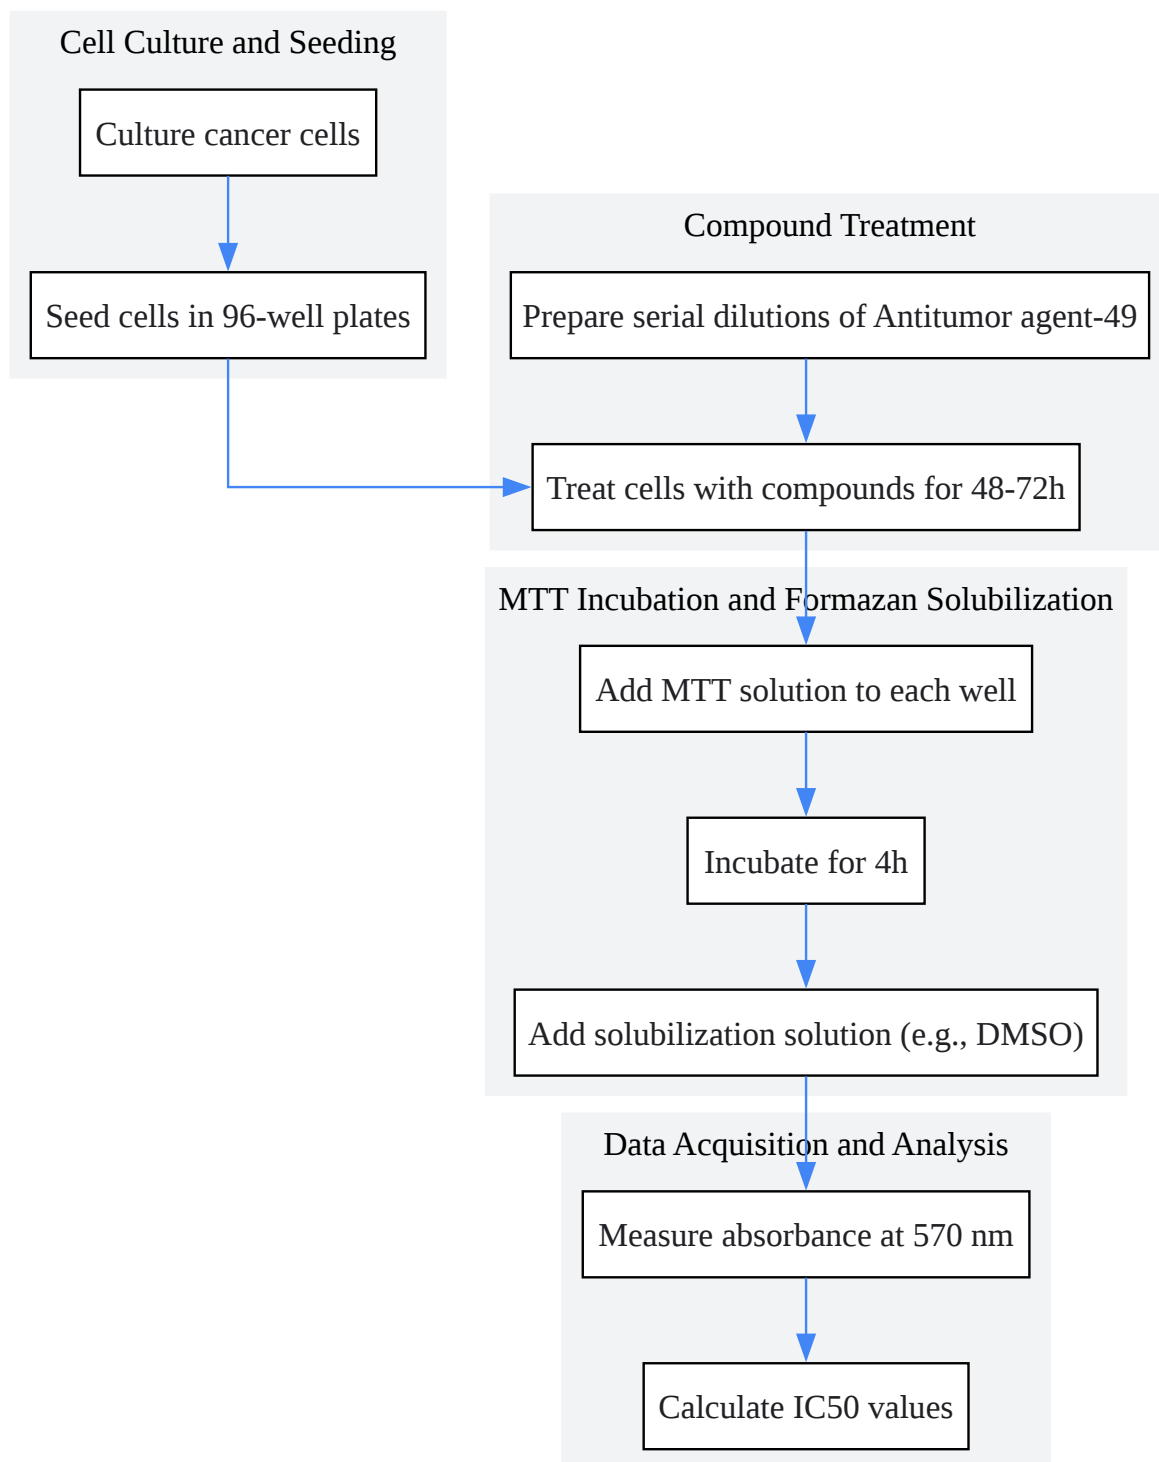 Cell Culture and Seeding
Culture cancer cells
Seed cells in 96-well plates
Compound Treatment
Prepare serial dilutions of Antitumor agent-49
Treat cells with compounds for 48-72h
MTT Incubation and Formazan Solubilization
Add MTT solution to each well
Incubate for 4h
Add solubilization solution (e.g., DMSO)
Data Acquisition and Analysis
Measure absorbance at 570 nm
Calculate IC50 values